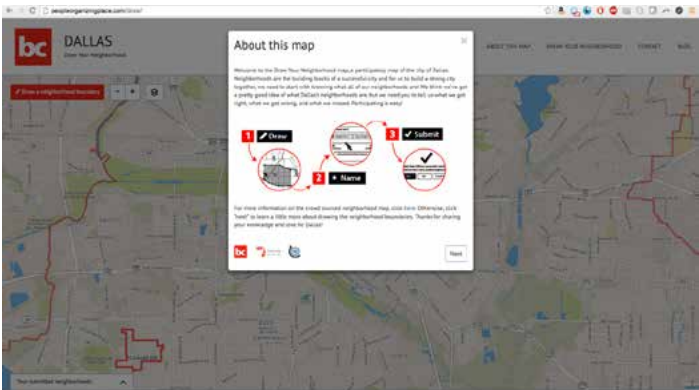 peopleorganizingplace.com/draw/
bc
DALLAS
Draw Your Neighborhood
ABOUT THIS MAP
DRAW YOUR NEIGHBORHOOD
CONTACT
BLOG
Draw a neighborhood boundary
- +
About this map
Welcome to the Draw Your Neighborhood map, a participatory map of the city of Dallas.
Neighborhoods are the building blocks of a successful city and for us to build a strong city
together, we need to start with knowing what all of our neighborhoods are! We think we've got
a pretty good idea of what Dallas's neighborhoods are but we need you to tell us what we got
right, what we got wrong, and what we missed. Participating is easy!
1 Draw
2 + Name
3 Submit
For more information on the crowd sourced neighborhood map, click here. Otherwise, click
"next" to learn a little more about drawing the neighborhood boundaries. Thanks for sharing
your knowledge and love for Dallas!
bc
Next
Your submitted neighborhoods